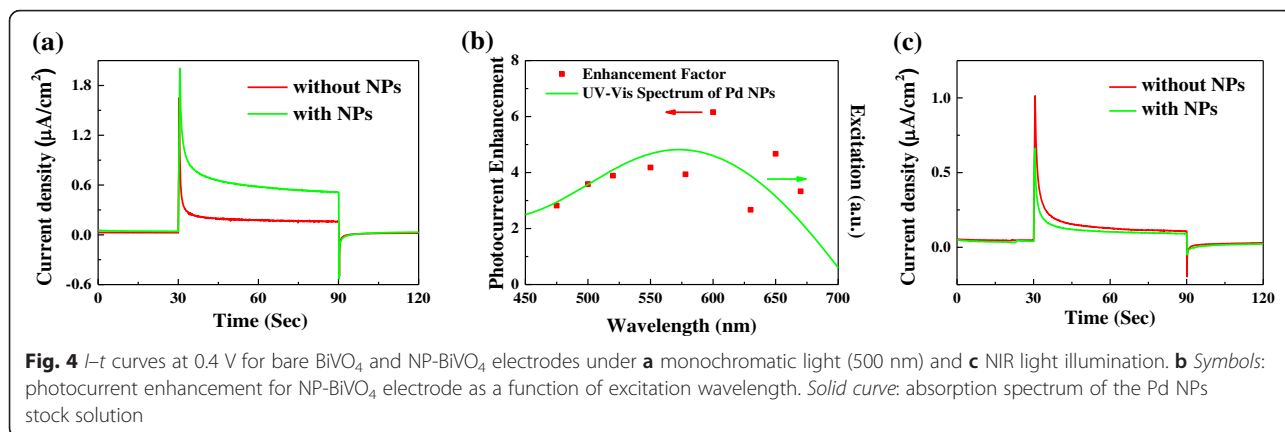 (a)
Current density (µA/cm²)
1.8
1.2
0.6
0.0
-0.6
without NPs
with NPs
0
30
60
90
120
Time (Sec)
(b)
Photocurrent Enhancement
8
6
4
2
0
Enhancement Factor
UV-Vis Spectrum of Pd NPs
Excitation (a.u.)
450
500
550
600
650
700
Wavelength (nm)
(c)
Current density (µA/cm²)
1.0
0.5
0.0
without NPs
with NPs
0
30
60
90
120
Time (Sec)
Fig. 4 I–t curves at 0.4 V for bare BiVO₄ and NP-BiVO₄ electrodes under a monochromatic light (500 nm) and c NIR light illumination. b Symbols:
photocurrent enhancement for NP-BiVO₄ electrode as a function of excitation wavelength. Solid curve: absorption spectrum of the Pd NPs
stock solution